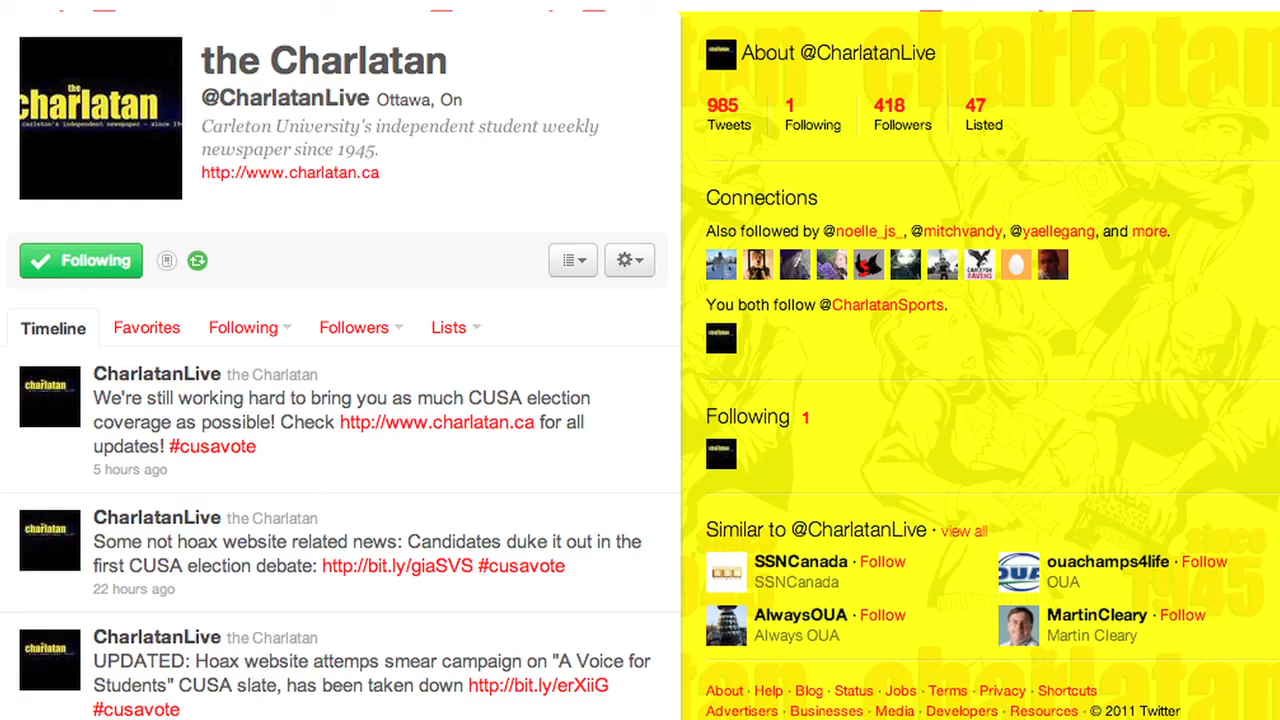 the
charlatan
the Charlatan
@CharlatanLive Ottawa, On
Carleton University's independent student weekly
newspaper since 1945.
http://www.charlatan.ca
Following
Timeline Favorites Following Followers Lists
CharlatanLive the Charlatan
We're still working hard to bring you as much CUSA election
coverage as possible! Check http://www.charlatan.ca for all
updates! #cusavote
5 hours ago
CharlatanLive the Charlatan
Some not hoax website related news: Candidates duke it out in the
first CUSA election debate: http://bit.ly/giaSVS #cusavote
22 hours ago
CharlatanLive the Charlatan
UPDATED: Hoax website attemps smear campaign on "A Voice for
Students" CUSA slate, has been taken down http://bit.ly/erXiiG
#cusavote
About @CharlatanLive
985 1 418 47
Tweets Following Followers Listed
Connections
Also followed by @noelle_js_, @mitchvandy, @yaellegang, and more.
You both follow @CharlatanSports.
Following 1
Similar to @CharlatanLive · view all
SSNCanada · Follow ouachamps4life · Follow
SSNCanada OUA
AlwaysOUA · Follow MartinCleary · Follow
Always OUA Martin Cleary
About · Help · Blog · Status · Jobs · Terms · Privacy · Shortcuts
Advertisers · Businesses · Media · Developers · Resources · © 2011 Twitter
charlatan
since
1945